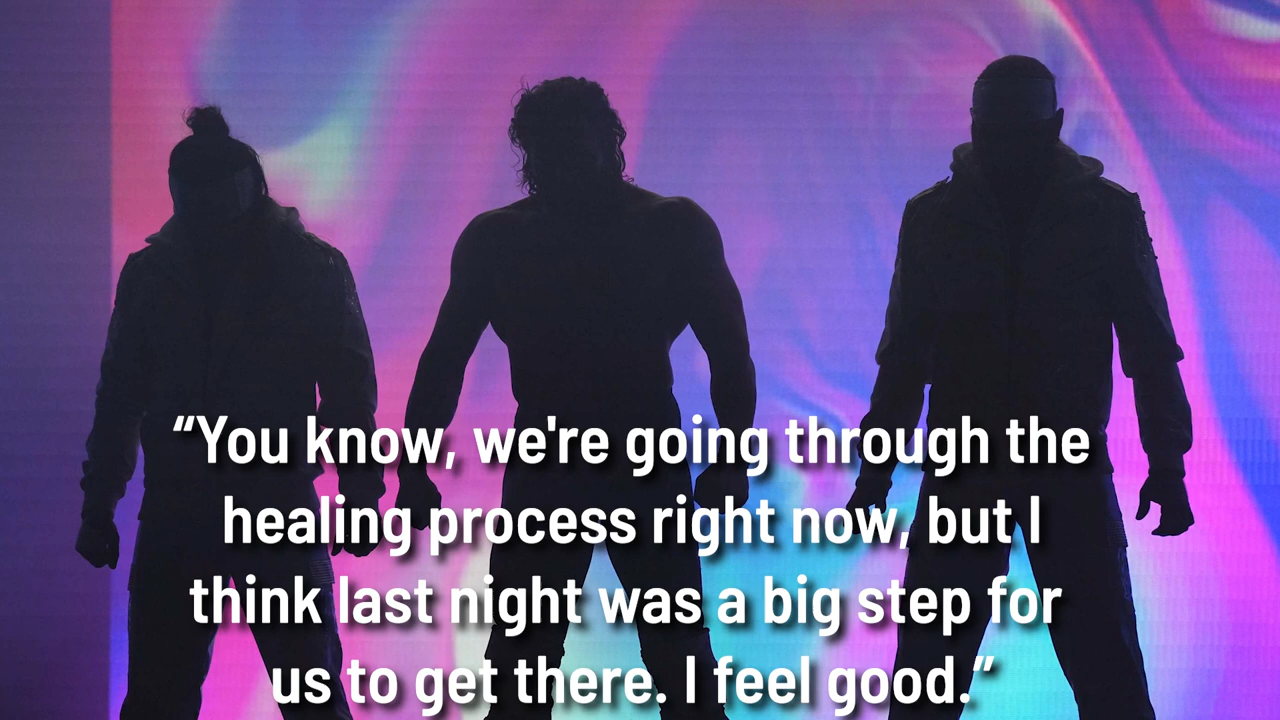 “You know, we're going through the
healing process right now, but I
think last night was a big step for
us to get there. I feel good.”